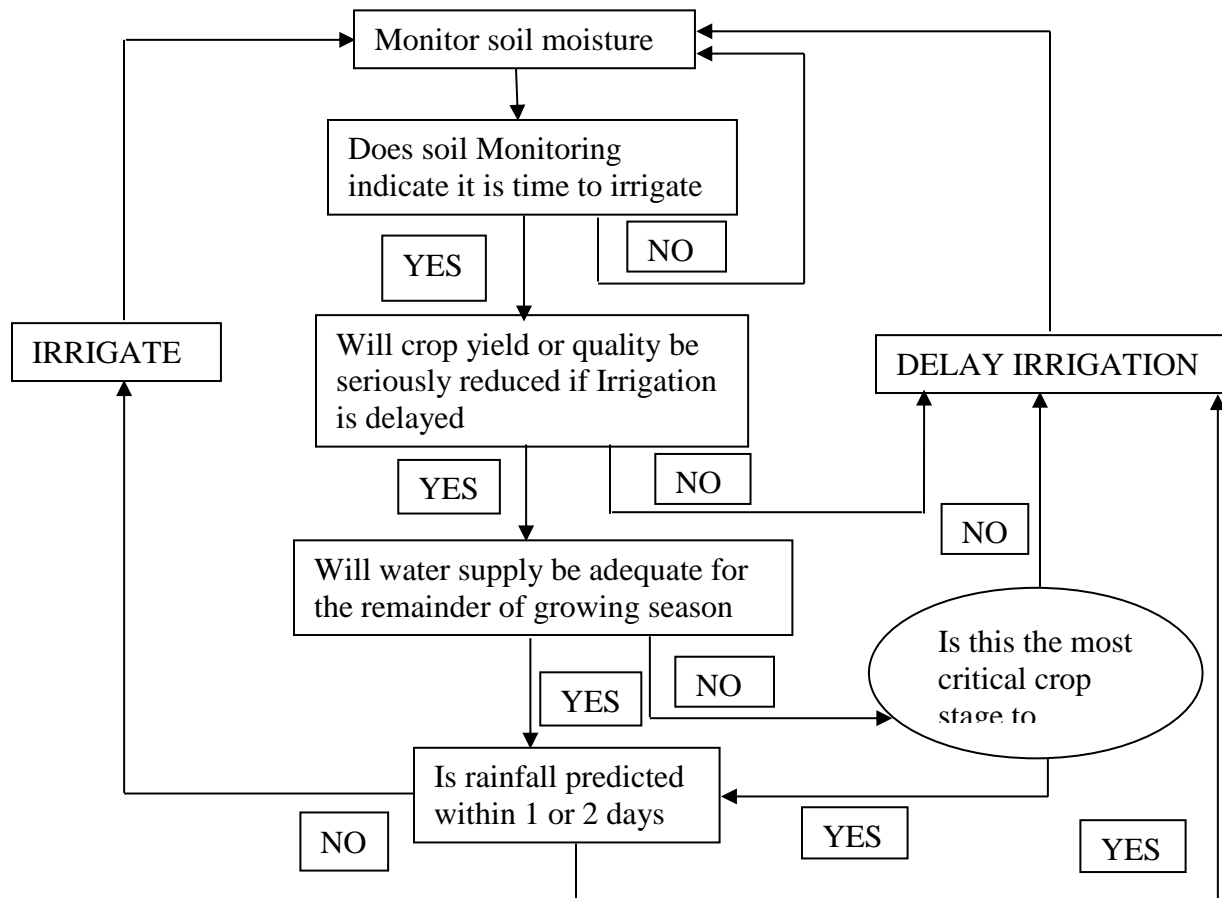 Monitor soil moisture
Does soil Monitoring
indicate it is time to irrigate
YES
NO
IRRIGATE
Will crop yield or quality be
seriously reduced if Irrigation
is delayed
DELAY IRRIGATION
YES
NO
NO
Will water supply be adequate for
the remainder of growing season
Is this the most
critical crop
stage to
YES
NO
Is rainfall predicted
within 1 or 2 days
NO
YES
YES